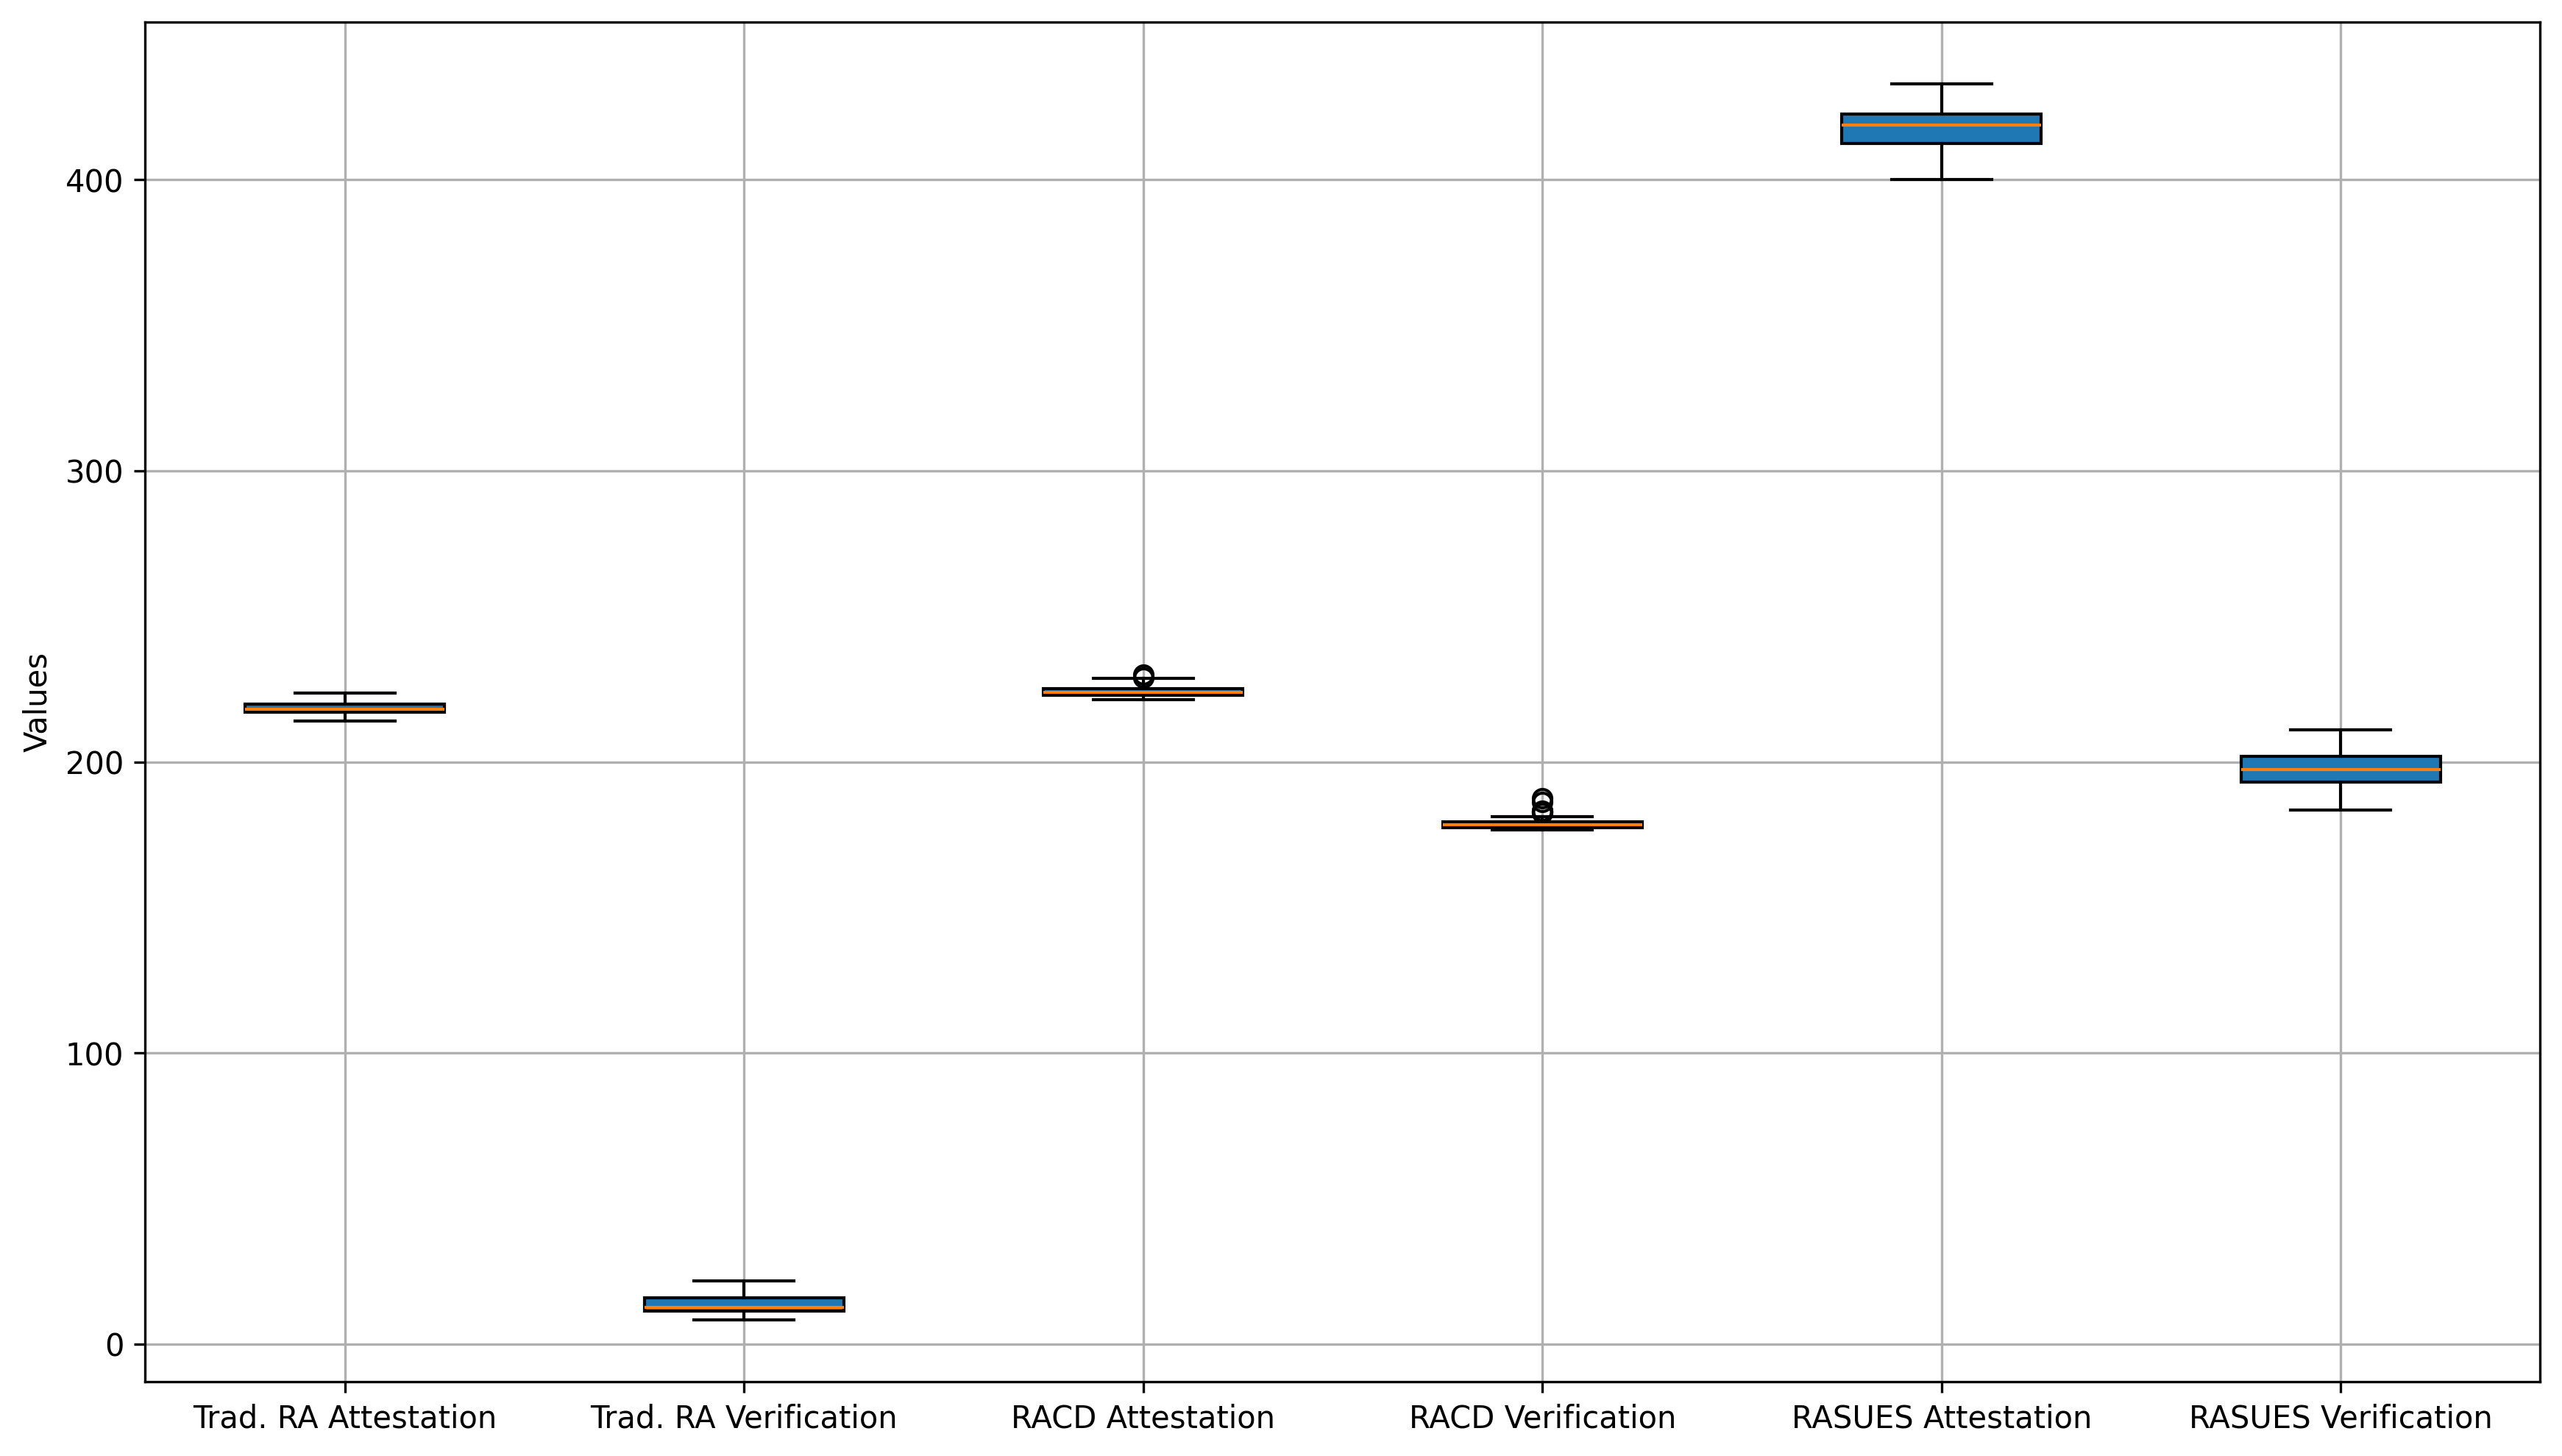 Values
400
300
200
100
0
Trad. RA Attestation
Trad. RA Verification
RACD Attestation
RACD Verification
RASUES Attestation
RASUES Verification